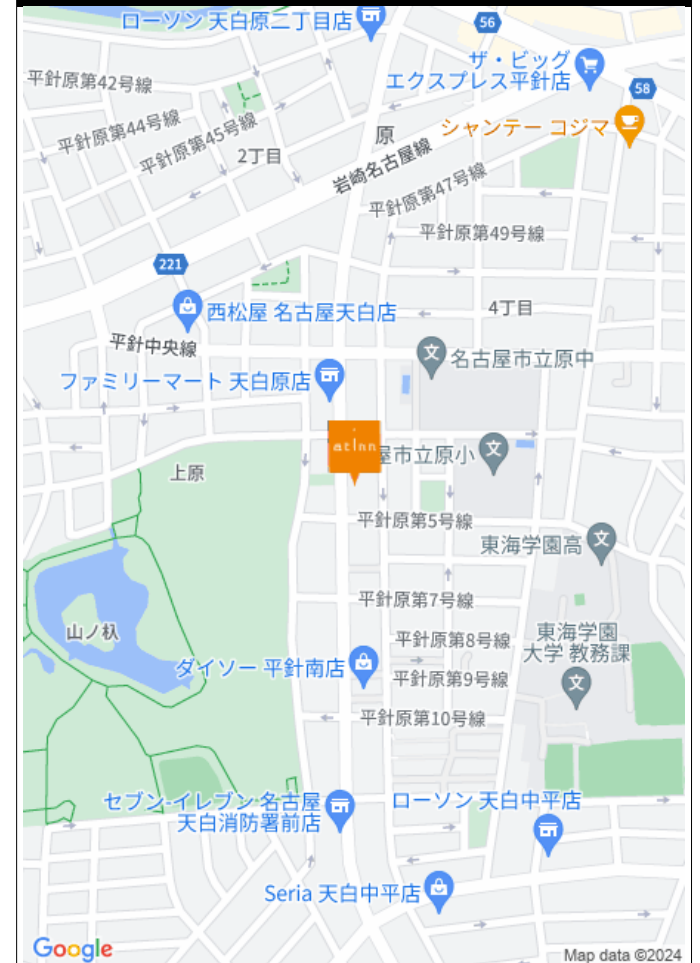 ローソン 天白原二丁目店
56
ザ・ビッグ
エクスプレス平針店
平針原第42号線
58
シャンテー コジマ
平針原第44号線
平針原第45号線
原
2丁目
岩崎名古屋線
平針原第47号線
平針原第49号線
221
西松屋 名古屋天白店
4丁目
平針中央線
名古屋市立原中
ファミリーマート 天白原店
atInn
屋市立原小
上原
平針原第5号線
東海学園高
平針原第7号線
山ノ杁
平針原第8号線
東海学園
大学 教務課
ダイソー 平針南店
平針原第9号線
平針原第10号線
セブン-イレブン 名古屋
天白消防署前店
ローソン 天白中平店
Seria 天白中平店
Google
Map data ©2024